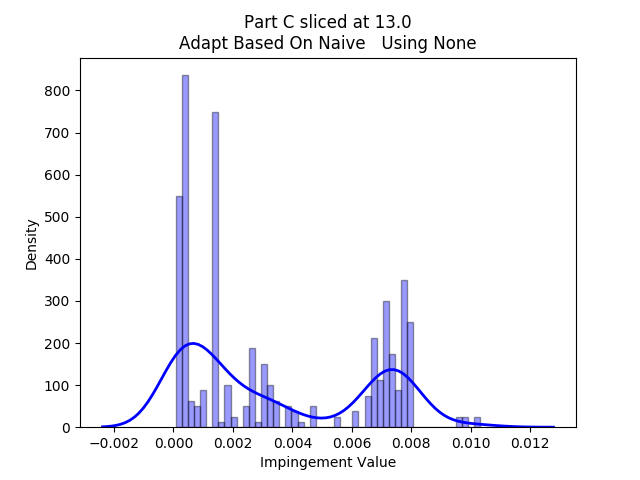 Part C sliced at 13.0
Adapt Based On Naive   Using None
800
700
600
500
400
300
200
100
0
Density
−0.002 0.000 0.002 0.004 0.006 0.008 0.010 0.012
Impingement Value